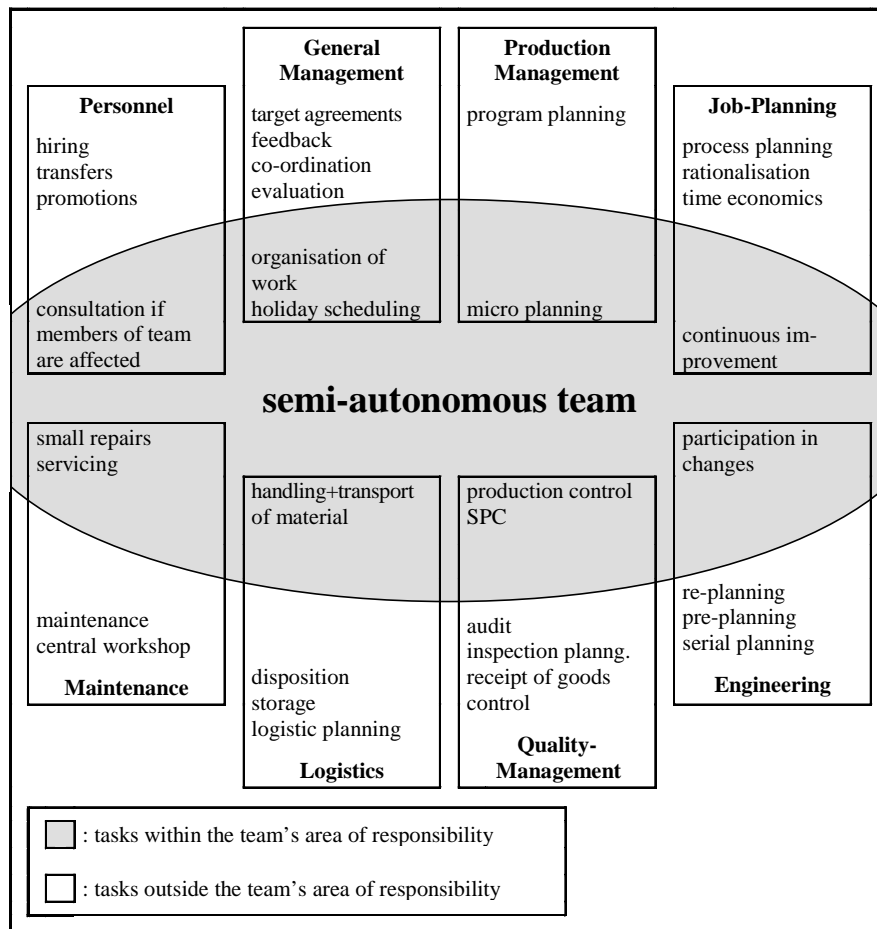 General
Management
target agreements
feedback
co-ordination
evaluation
organisation of
work
holiday scheduling
Production
Management
program planning
micro planning
Personnel
hiring
transfers
promotions
consultation if
members of team
are affected
Job-Planning
process planning
rationalisation
time economics
continuous im-
provement
semi-autonomous team
small repairs
servicing
maintenance
central workshop
Maintenance
handling+transport
of material
disposition
storage
logistic planning
Logistics
production control
SPC
audit
inspection planng.
receipt of goods
control
Quality-
Management
participation in
changes
re-planning
pre-planning
serial planning
Engineering
: tasks within the team’s area of responsibility
: tasks outside the team’s area of responsibility